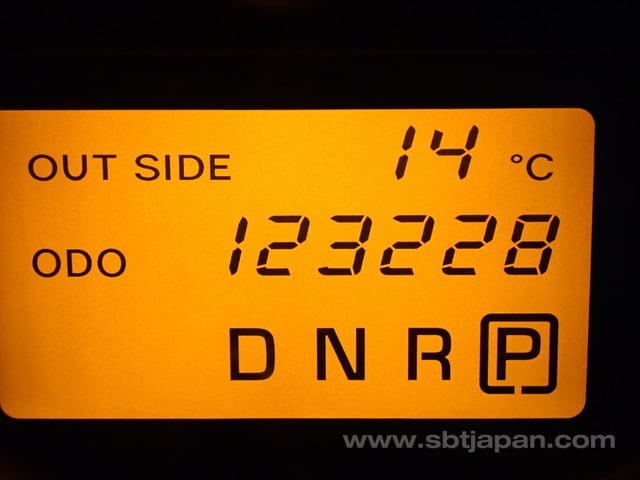 OUT SIDE 14 °C
ODO 123228
D N R P
www.sbtjapan.com